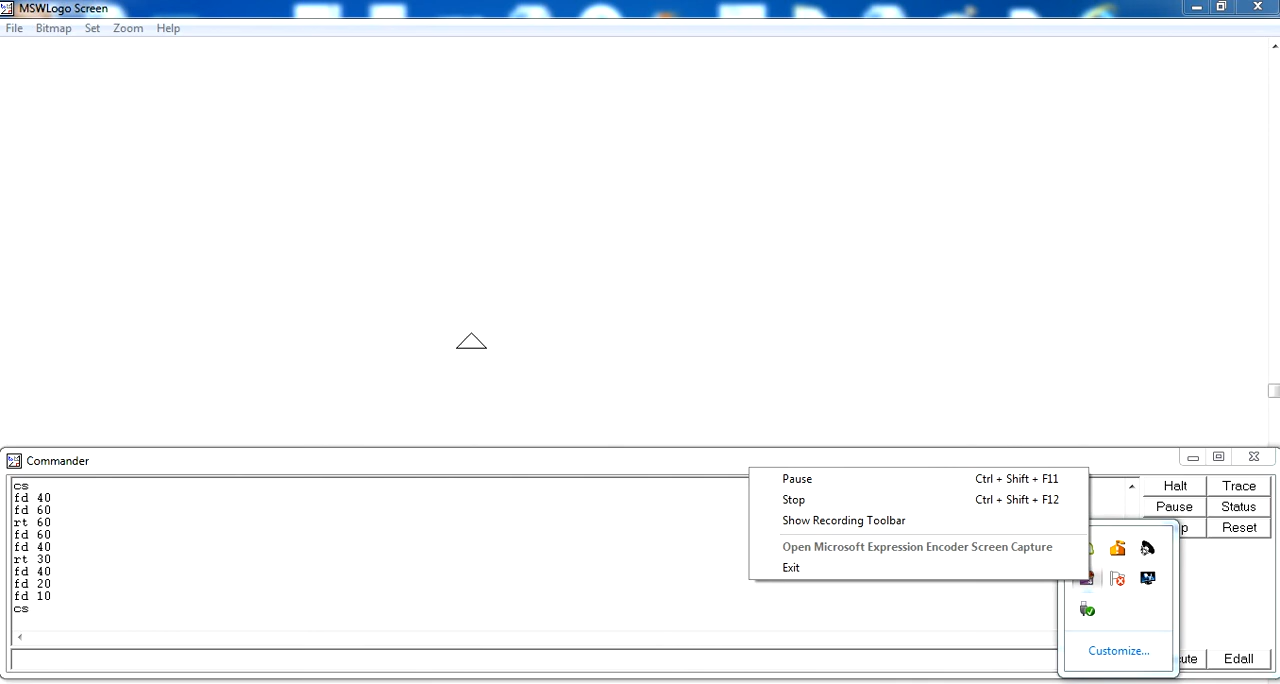 MSWLogo Screen
File Bitmap Set Zoom Help
Commander
cs
fd 40
fd 60
rt 60
fd 60
fd 40
rt 30
fd 40
fd 20
fd 10
cs
Pause Ctrl + Shift + F11
Stop Ctrl + Shift + F12
Show Recording Toolbar
Open Microsoft Expression Encoder Screen Capture
Exit
Halt Trace
Pause Status
Reset
Customize...
Edall